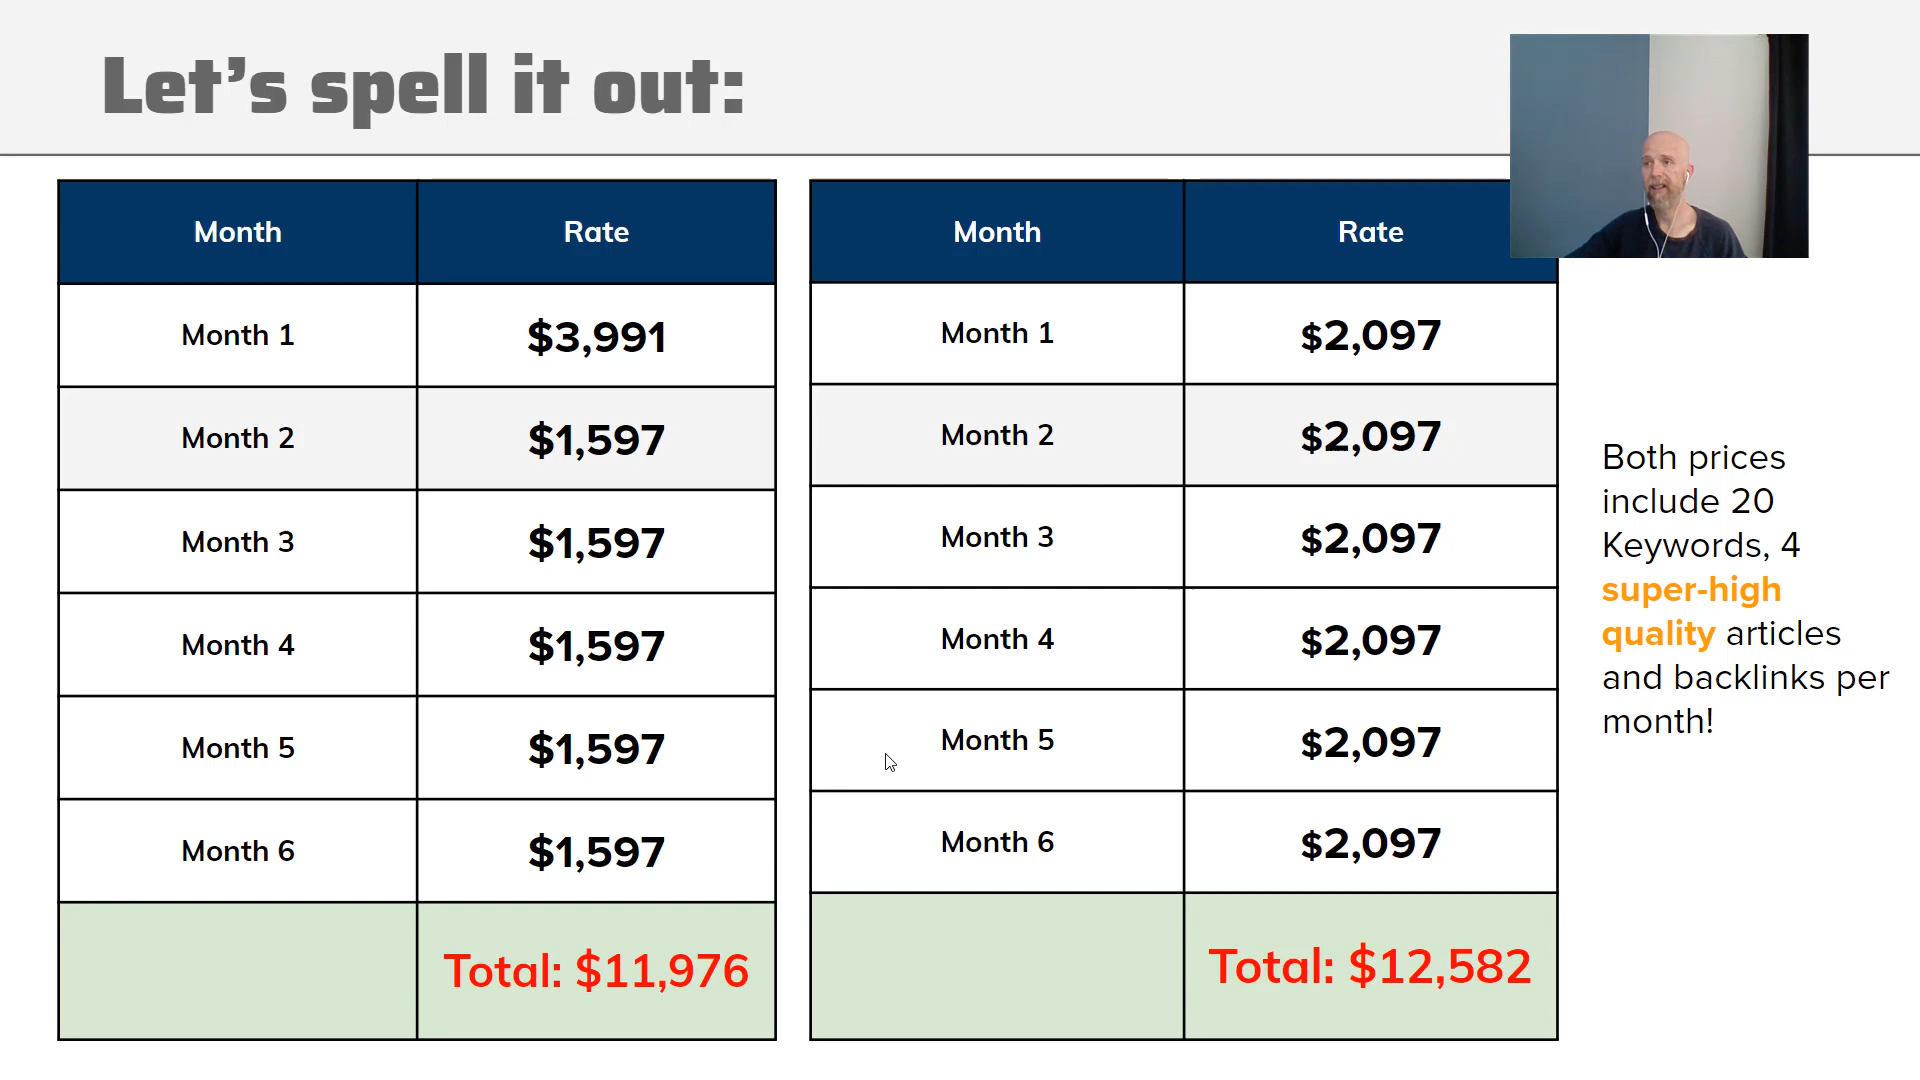 Let's spell it out:
Month Rate
Month 1 $3,991
Month 2 $1,597
Month 3 $1,597
Month 4 $1,597
Month 5 $1,597
Month 6 $1,597
Total: $11,976
Month Rate
Month 1 $2,097
Month 2 $2,097
Month 3 $2,097
Month 4 $2,097
Month 5 $2,097
Month 6 $2,097
Total: $12,582
Both prices
include 20
Keywords, 4
super-high
quality articles
and backlinks per
month!